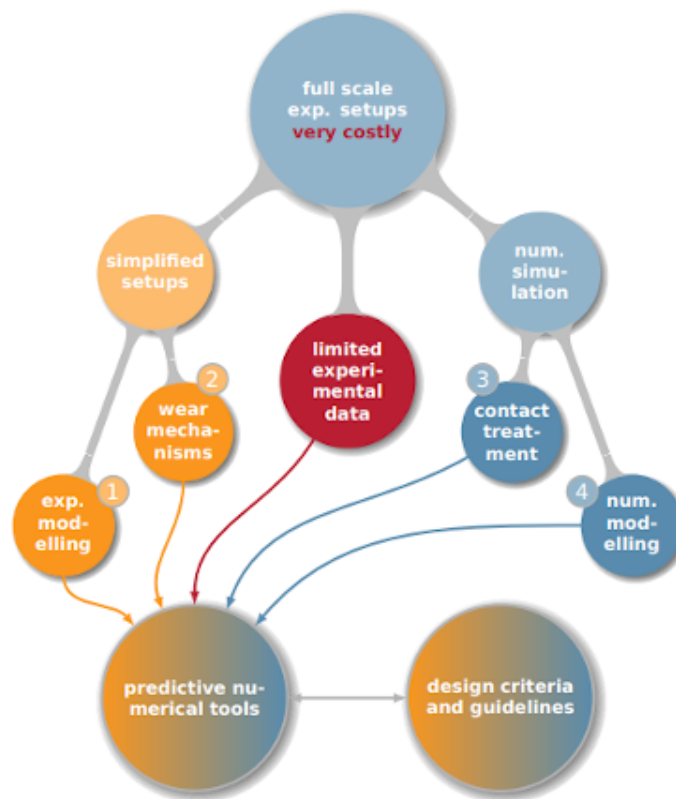 full scale
exp. setups
very costly
simplified
setups
num.
simu-
lation
limited
experi-
mental
data
2
wear
mecha-
nisms
3
contact
treat-
ment
1
exp.
mod-
elling
4
num.
mod-
elling
predictive nu-
merical tools
design criteria
and guidelines